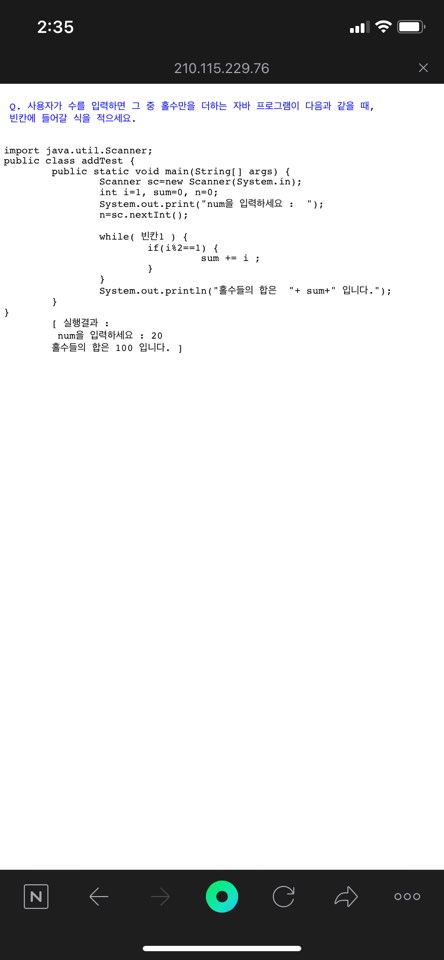 2:35
210.115.229.76
Q. 사용자가 수를 입력하면 그 중 홀수만을 더하는 자바 프로그램이 다음과 같을 때,
빈칸에 들어갈 식을 적으세요.
import java.util.Scanner;
public class addTest {
public static void main(String[] args) {
Scanner sc=new Scanner(System.in);
int i=1, sum=0, n=0;
System.out.print("num을 입력하세요 :  ");
n=sc.nextInt();
while( 빈칸1 ) {
if(i%2==1) {
sum += i ;
}
}
System.out.println("홀수들의 합은  "+ sum+" 입니다.");
}
}
[ 실행결과 :
num을 입력하세요 : 20
홀수들의 합은 100 입니다. ]
N